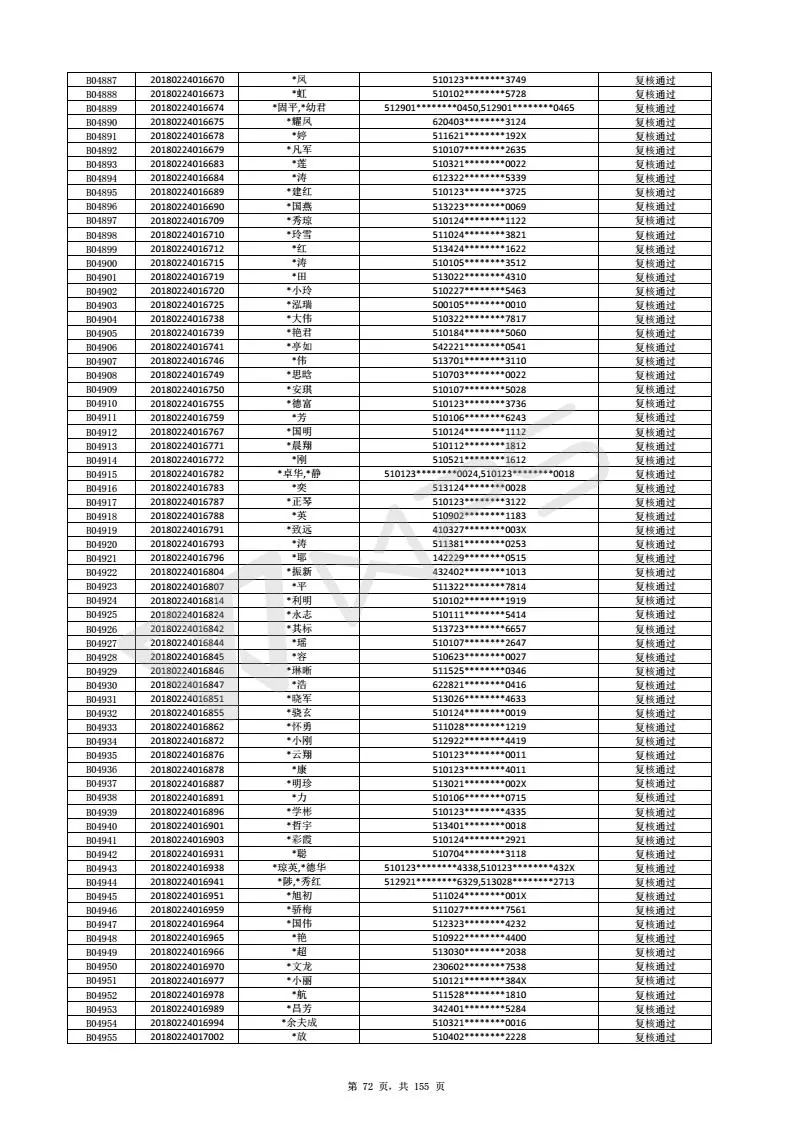 B04887 20180224016670 *凤 510123********3749 复核通过
B04888 20180224016673 *虹 510102********5728 复核通过
B04889 20180224016674 *固平,*幼君 512901********0450,512901********0465 复核通过
B04890 20180224016675 *耀凤 620403********3124 复核通过
B04891 20180224016678 *婷 511621********192X 复核通过
B04892 20180224016679 *凡军 510107********2635 复核通过
B04893 20180224016683 *莲 510321********0022 复核通过
B04894 20180224016684 *涛 612322********5339 复核通过
B04895 20180224016689 *建红 510123********3725 复核通过
B04896 20180224016690 *国燕 513223********0069 复核通过
B04897 20180224016709 *秀琼 510124********1122 复核通过
B04898 20180224016710 *玲雪 511024********3821 复核通过
B04899 20180224016712 *红 513424********1622 复核通过
B04900 20180224016715 *涛 510105********3512 复核通过
B04901 20180224016719 *田 513022********4310 复核通过
B04902 20180224016720 *小玲 510227********5463 复核通过
B04903 20180224016725 *泓瑞 500105********0010 复核通过
B04904 20180224016738 *大伟 510322********7817 复核通过
B04905 20180224016739 *艳君 510184********5060 复核通过
B04906 20180224016741 *亭如 542221********0541 复核通过
B04907 20180224016746 *伟 513701********3110 复核通过
B04908 20180224016749 *思晗 510703********0022 复核通过
B04909 20180224016750 *安琪 510107********5028 复核通过
B04910 20180224016755 *德富 510123********3736 复核通过
B04911 20180224016759 *芳 510106********6243 复核通过
B04912 20180224016767 *国明 510124********1112 复核通过
B04913 20180224016771 *晨翔 510112********1812 复核通过
B04914 20180224016772 *刚 510521********1612 复核通过
B04915 20180224016782 *卓华,*静 510123********0024,510123********0018 复核通过
B04916 20180224016783 *奕 513124********0028 复核通过
B04917 20180224016787 *正琴 510123********3122 复核通过
B04918 20180224016788 *英 510902********1183 复核通过
B04919 20180224016791 *致远 410327********003X 复核通过
B04920 20180224016793 *涛 511381********0253 复核通过
B04921 20180224016796 *耶 142229********0515 复核通过
B04922 20180224016804 *振新 432402********1013 复核通过
B04923 20180224016807 *平 511322********7814 复核通过
B04924 20180224016814 *利明 510102********1919 复核通过
B04925 20180224016824 *永志 510111********5414 复核通过
B04926 20180224016842 *其标 513723********6657 复核通过
B04927 20180224016844 *瑶 510107********2647 复核通过
B04928 20180224016845 *容 510623********0027 复核通过
B04929 20180224016846 *琳晰 511525********0346 复核通过
B04930 20180224016847 *浩 622821********0416 复核通过
B04931 20180224016851 *晓军 513026********4633 复核通过
B04932 20180224016855 *骁玄 510124********0019 复核通过
B04933 20180224016862 *怀勇 511028********1219 复核通过
B04934 20180224016872 *小刚 512922********4419 复核通过
B04935 20180224016876 *云翔 510123********0011 复核通过
B04936 20180224016878 *康 510123********4011 复核通过
B04937 20180224016887 *明珍 513021********002X 复核通过
B04938 20180224016891 *力 510106********0715 复核通过
B04939 20180224016896 *学彬 510123********4335 复核通过
B04940 20180224016901 *哲宇 513401********0018 复核通过
B04941 20180224016903 *彩霞 510124********2921 复核通过
B04942 20180224016931 *聪 510704********3118 复核通过
B04943 20180224016938 *琼英,*德华 510123********4338,510123********432X 复核通过
B04944 20180224016941 *陟,*秀红 512921********6329,513028********2713 复核通过
B04945 20180224016951 *旭初 511024********001X 复核通过
B04946 20180224016959 *骄梅 511027********7561 复核通过
B04947 20180224016964 *国伟 512323********4232 复核通过
B04948 20180224016965 *艳 510922********4400 复核通过
B04949 20180224016966 *超 513030********2038 复核通过
B04950 20180224016970 *文龙 230602********7538 复核通过
B04951 20180224016977 *小丽 510121********384X 复核通过
B04952 20180224016978 *航 511528********1810 复核通过
B04953 20180224016989 *昌芳 342401********5284 复核通过
B04954 20180224016994 *余夫成 510321********0016 复核通过
B04955 20180224017002 *放 510402********2228 复核通过
WPS
第 72 页，共 155 页